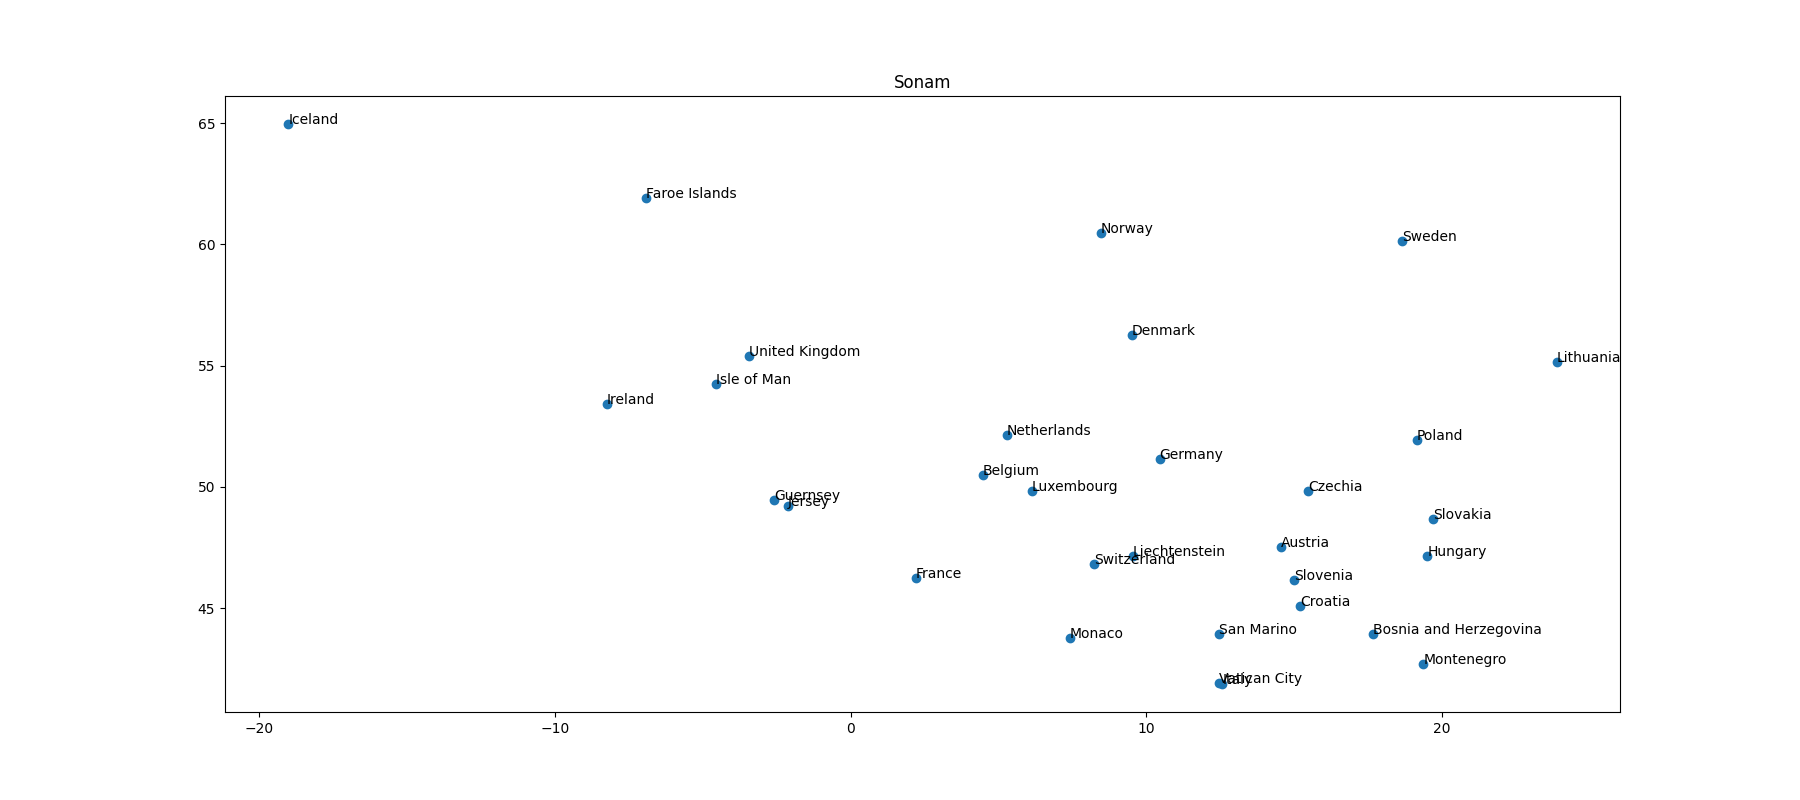 Sonam
65
Iceland
Faroe Islands
Norway
60
Sweden
Denmark
United Kingdom
55
Lithuania
Isle of Man
Ireland
Netherlands
Poland
Germany
Belgium
50
Luxembourg
Czechia
Guernsey
Jersey
Slovakia
Austria
Liechtenstein
Hungary
Switzerland
France
Slovenia
45
Croatia
Monaco
San Marino
Bosnia and Herzegovina
Montenegro
Vatican City
Italy
−20
−10
0
10
20